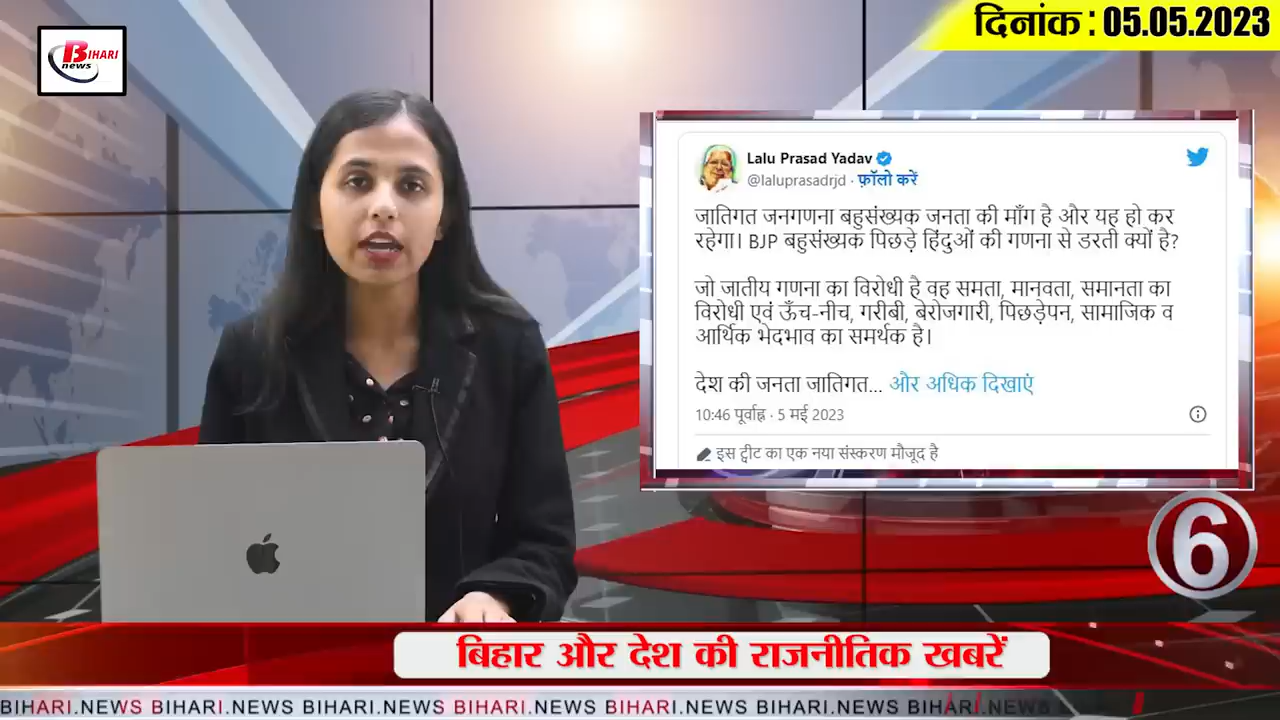 BIHARI
news
दिनांक : 05.05.2023
Lalu Prasad Yadav
@laluprasadrjd · फ़ॉलो करें
जातिगत जनगणना बहुसंख्यक जनता की माँग है और यह हो कर
रहेगा। BJP बहुसंख्यक पिछड़े हिंदुओं की गणना से डरती क्यों है?
जो जातीय गणना का विरोधी है वह समता, मानवता, समानता का
विरोधी एवं ऊँच-नीच, गरीबी, बेरोजगारी, पिछड़ेपन, सामाजिक व
आर्थिक भेदभाव का समर्थक है।
देश की जनता जातिगत... और अधिक दिखाएं
10:46 पूर्वाह्न · 5 मई 2023
इस ट्वीट का एक नया संस्करण मौजूद है
6
बिहार और देश की राजनीतिक खबरें
BIHARI.NEWS BIHARI.NEWS BIHARI.NEWS BIHARI.NEWS BIHARI.NEWS BIHARI.NEWS BIHARI.NEWS